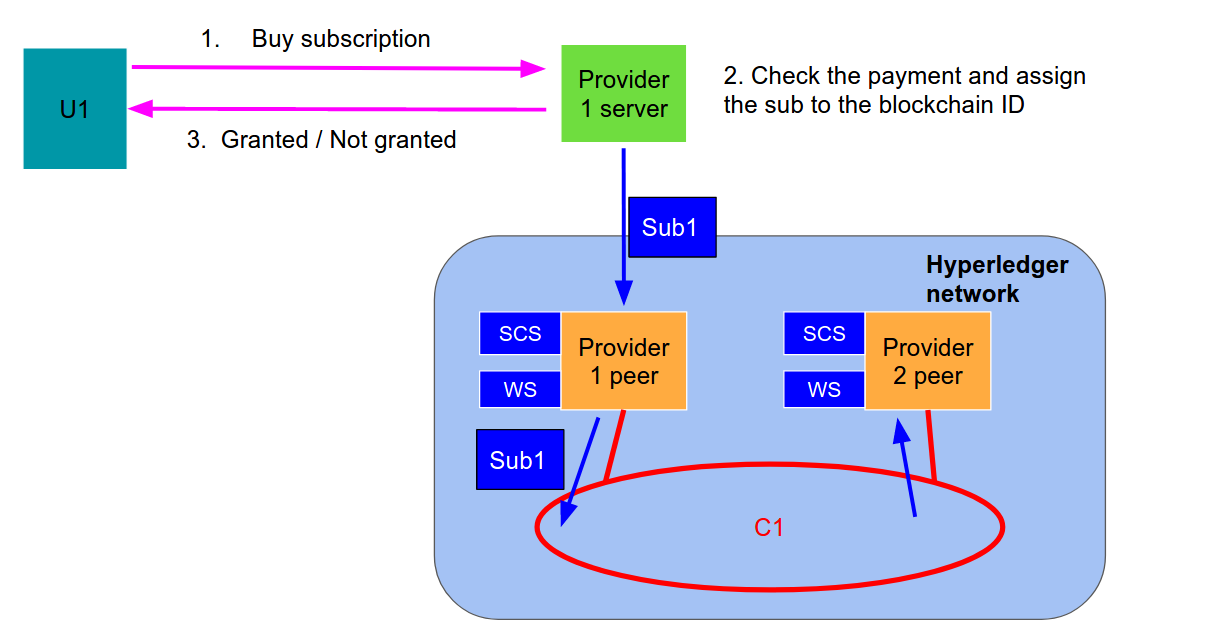 1. Buy subscription
U1
Provider
1 server
2. Check the payment and assign
the sub to the blockchain ID
3. Granted / Not granted
Sub1
Hyperledger
network
SCS
Provider
1 peer
WS
SCS
Provider
2 peer
WS
Sub1
C1